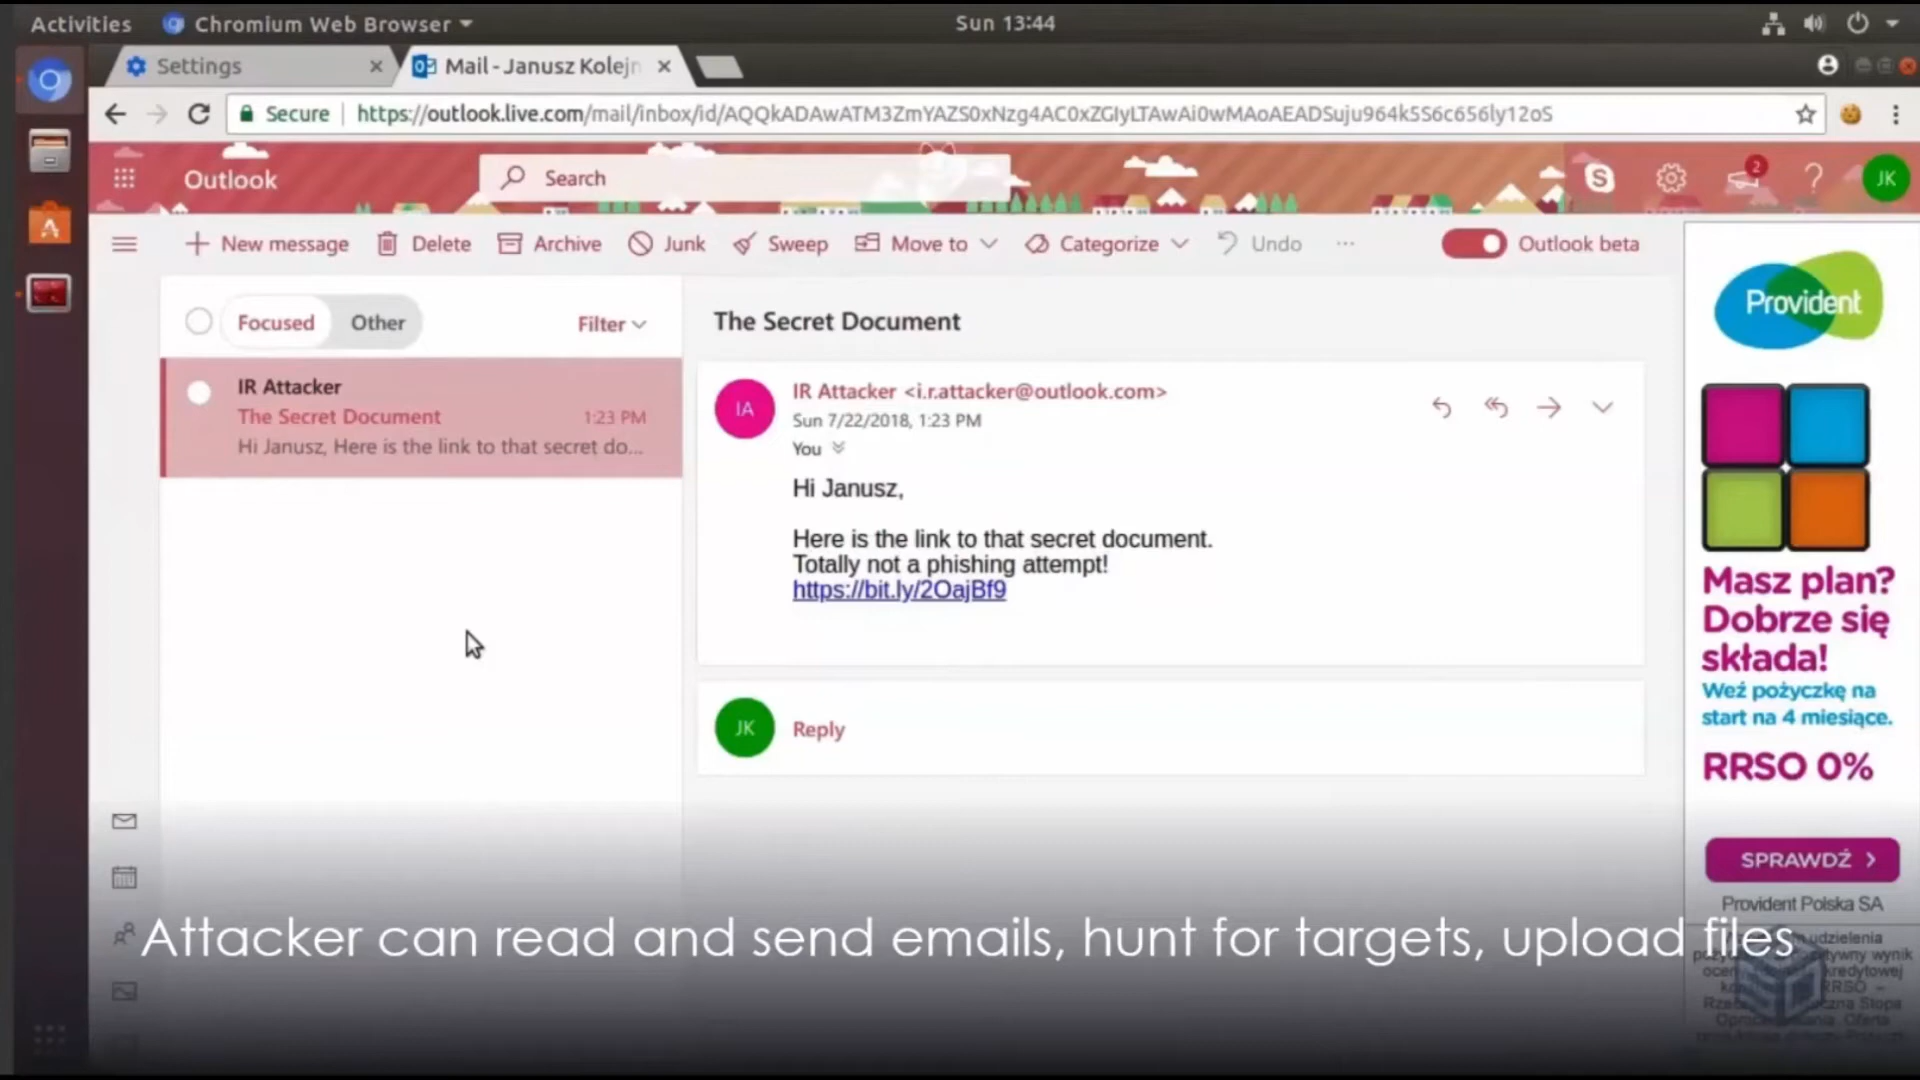 Activities
Chromium Web Browser
Sun 13:44
Settings
Mail - Janusz Kolejn
Secure
https://outlook.live.com/mail/inbox/id/AQQkADAwATM3ZmYAZS0xNzg4AC0xZGIyLTAwAi0wMAoAEADSuju964k5S6c656ly12oS
Outlook
Search
2
JK
New message
Delete
Archive
Junk
Sweep
Move to
Categorize
Undo
Outlook beta
Focused
Other
Filter
IR Attacker
The Secret Document
1:23 PM
Hi Janusz, Here is the link to that secret do...
The Secret Document
IA
IR Attacker <i.r.attacker@outlook.com>
Sun 7/22/2018, 1:23 PM
You
Hi Janusz,
Here is the link to that secret document.
Totally not a phishing attempt!
https://bit.ly/2OajBf9
JK
Reply
Provident
Masz plan?
Dobrze się
składa!
Weź pożyczkę na
start na 4 miesiące.
RRSO 0%
SPRAWDŹ
Provident Polska SA
udzielenia
Attacker can read and send emails, hunt for targets, upload files